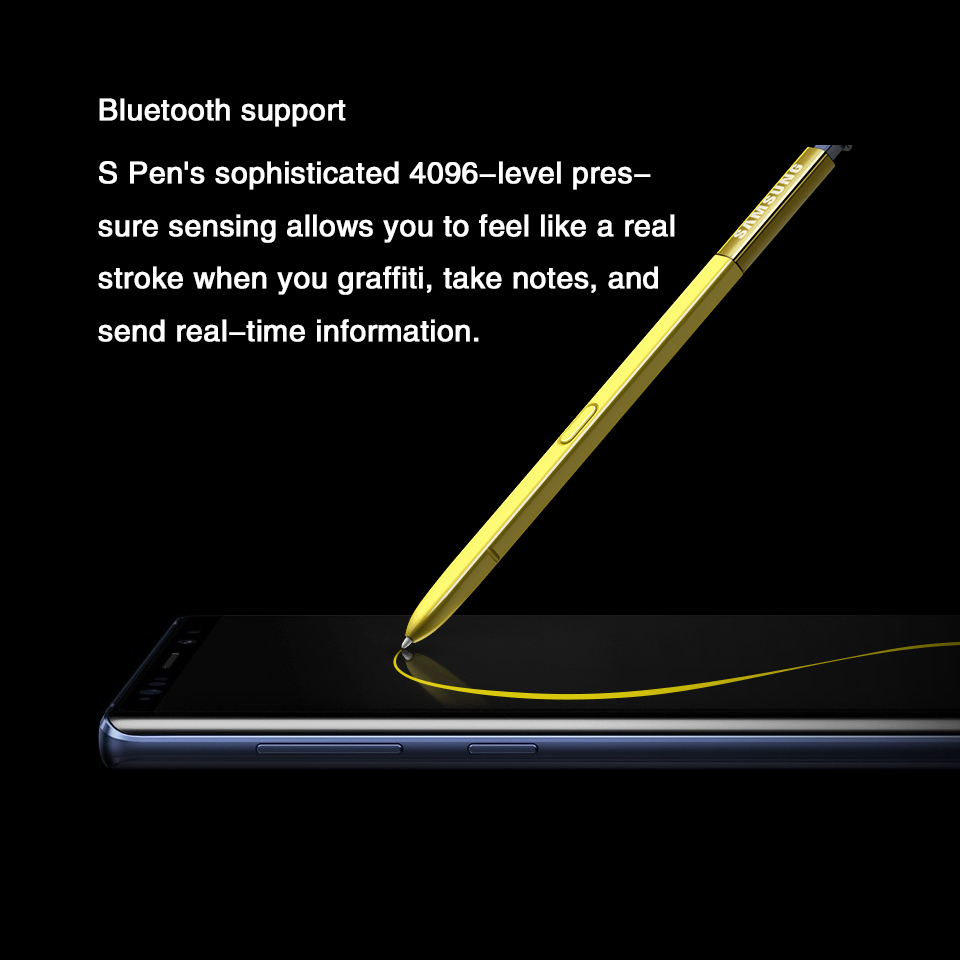 Bluetooth support
S Pen's sophisticated 4096-level pres-
sure sensing allows you to feel like a real
stroke when you graffiti, take notes, and
send real-time information.
SAMSUNG